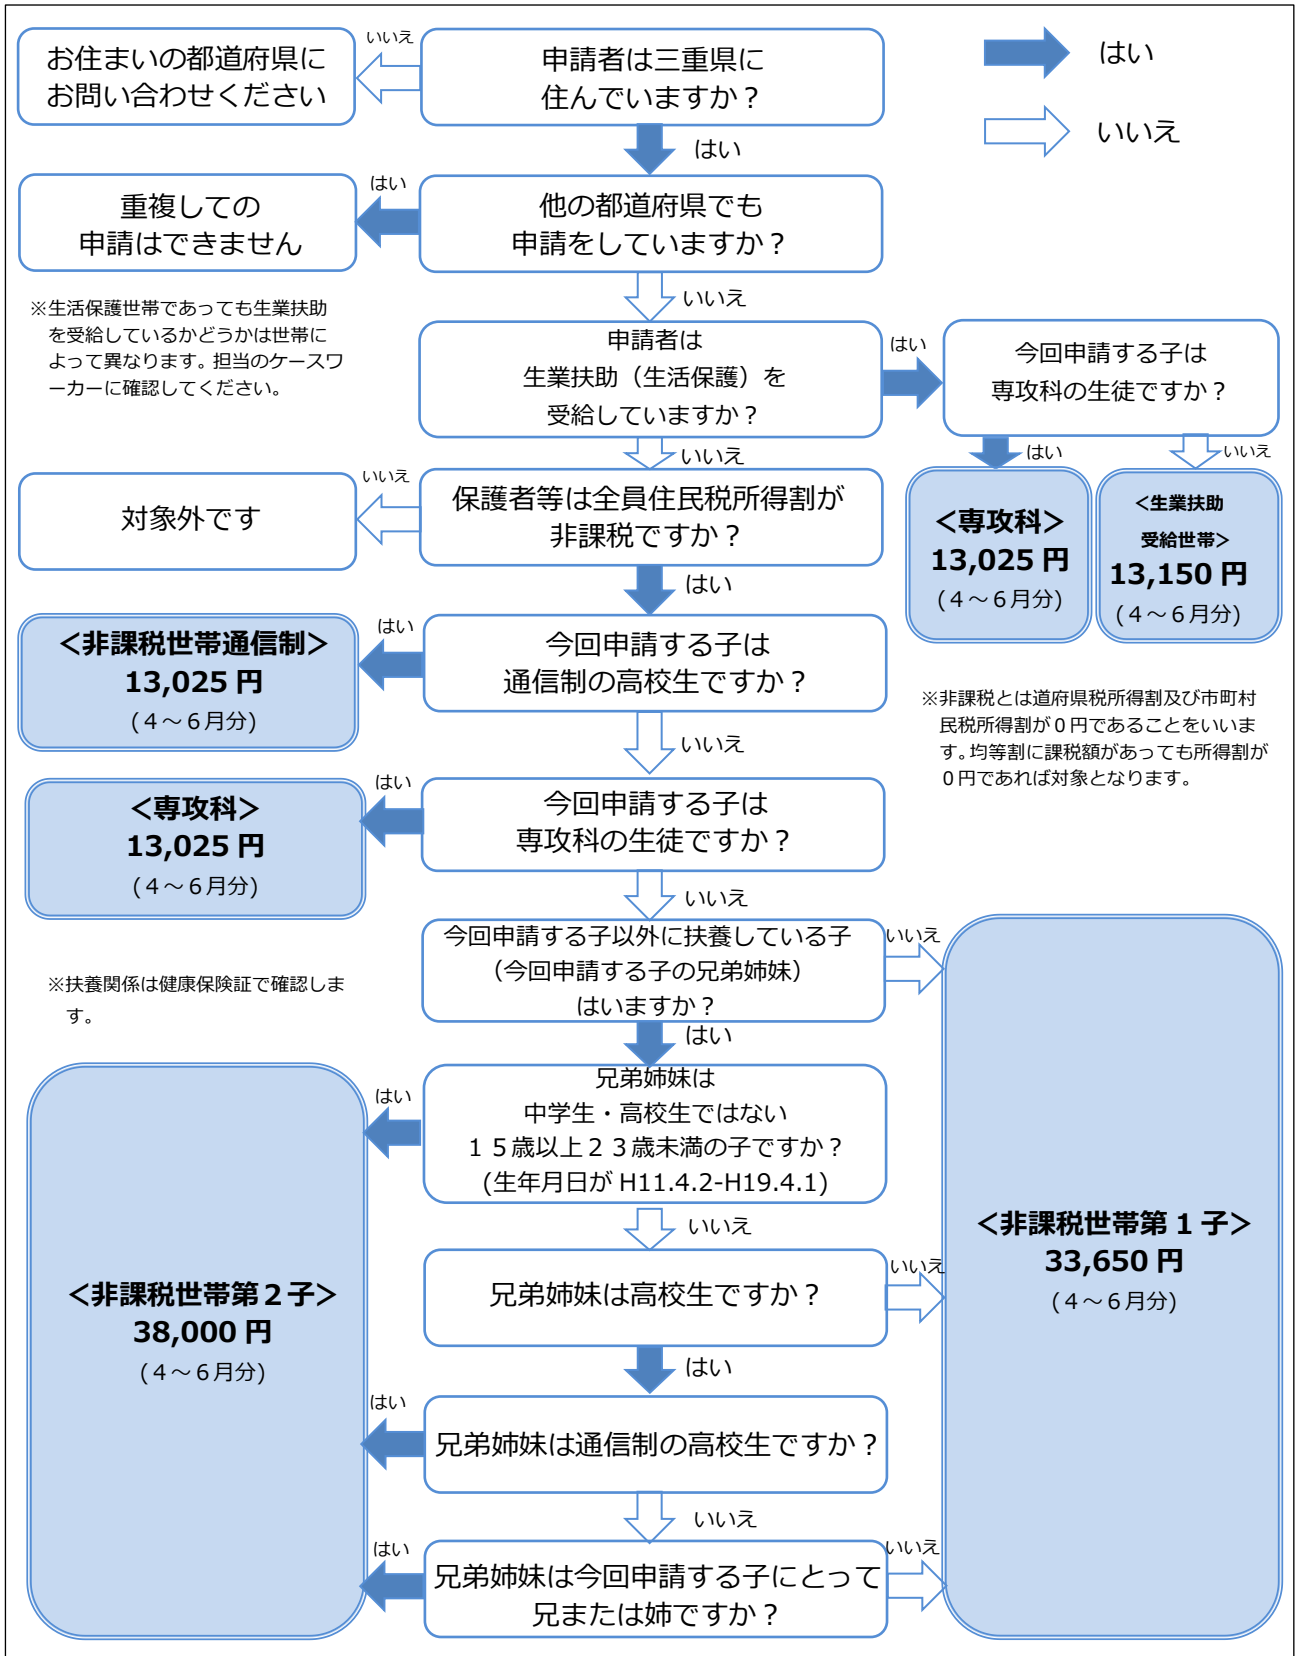 お住まいの都道府県に
お問い合わせください
いいえ
申請者は三重県に
住んでいますか？
はい
いいえ
はい
重複しての
申請はできません
はい
他の都道府県でも
申請をしていますか？
いいえ
※生活保護世帯であっても生業扶助
を受給しているかどうかは世帯に
よって異なります。担当のケースワ
ーカーに確認してください。
申請者は
生業扶助（生活保護）を
受給していますか？
はい
今回申請する子は
専攻科の生徒ですか？
いいえ
はい
いいえ
対象外です
いいえ
保護者等は全員住民税所得割が
非課税ですか？
はい
＜専攻科＞
13,025 円
(４～６月分)
＜生業扶助
受給世帯＞
13,150 円
(４～６月分)
＜非課税世帯通信制＞
13,025 円
(４～６月分)
はい
今回申請する子は
通信制の高校生ですか？
いいえ
※非課税とは道府県税所得割及び市町村
民税所得割が０円であることをいいま
す。均等割に課税額があっても所得割が
０円であれば対象となります。
＜専攻科＞
13,025 円
(４～６月分)
はい
今回申請する子は
専攻科の生徒ですか？
いいえ
※扶養関係は健康保険証で確認しま
す。
今回申請する子以外に扶養している子
（今回申請する子の兄弟姉妹）
はいますか？
いいえ
はい
はい
兄弟姉妹は
中学生・高校生ではない
１５歳以上２３歳未満の子ですか？
(生年月日が H11.4.2-H19.4.1)
いいえ
＜非課税世帯第２子＞
38,000 円
(４～６月分)
兄弟姉妹は高校生ですか？
いいえ
＜非課税世帯第 1 子＞
33,650 円
(４～６月分)
はい
はい
兄弟姉妹は通信制の高校生ですか？
いいえ
はい
兄弟姉妹は今回申請する子にとって
兄または姉ですか？
いいえ